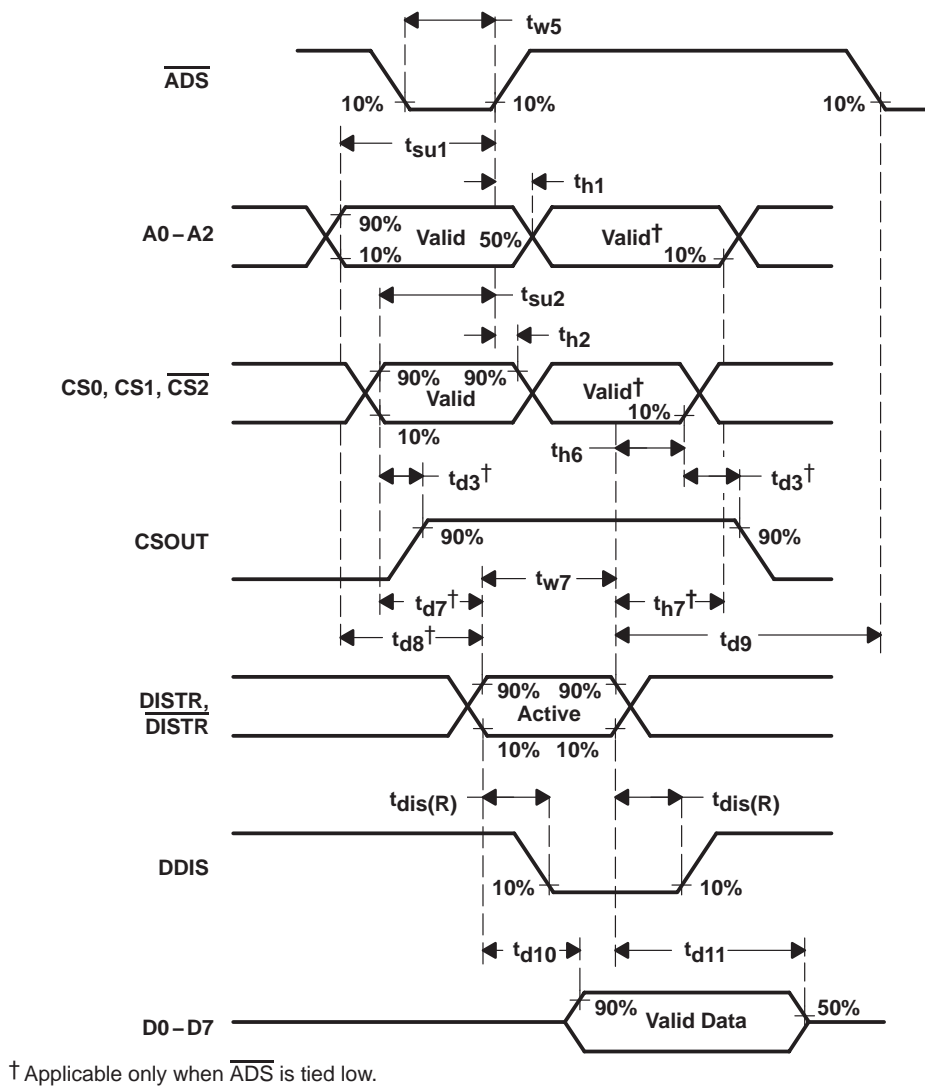 tw5
ADS
10% 10% 10%
tsu1
th1
A0–A2
90% Valid 50% Valid†
10% 10%
tsu2
th2
CS0, CS1, CS2
90% 90% Valid†
Valid 10%
10%
th6
td3† td3†
CSOUT
90% 90%
tw7
td7† th7†
td8† td9
DISTR,
DISTR
90% 90%
Active
10% 10%
tdis(R) tdis(R)
DDIS
10% 10%
td10 td11
D0–D7
90% Valid Data 50%
† Applicable only when ADS is tied low.